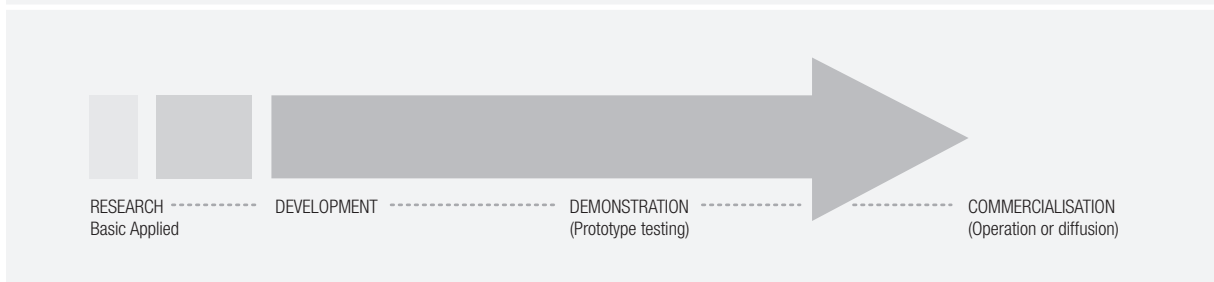 RESEARCH DEVELOPMENT DEMONSTRATION COMMERCIALISATION
Basic Applied (Prototype testing) (Operation or diffusion)